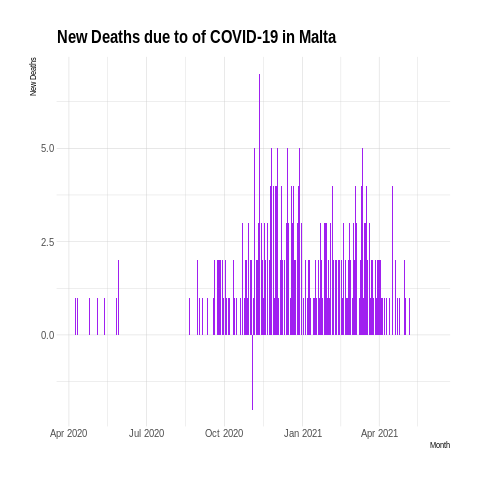 New Deaths due to of COVID-19 in Malta
New Deaths
5.0
2.5
0.0
Apr 2020 Jul 2020 Oct 2020 Jan 2021 Apr 2021
Month